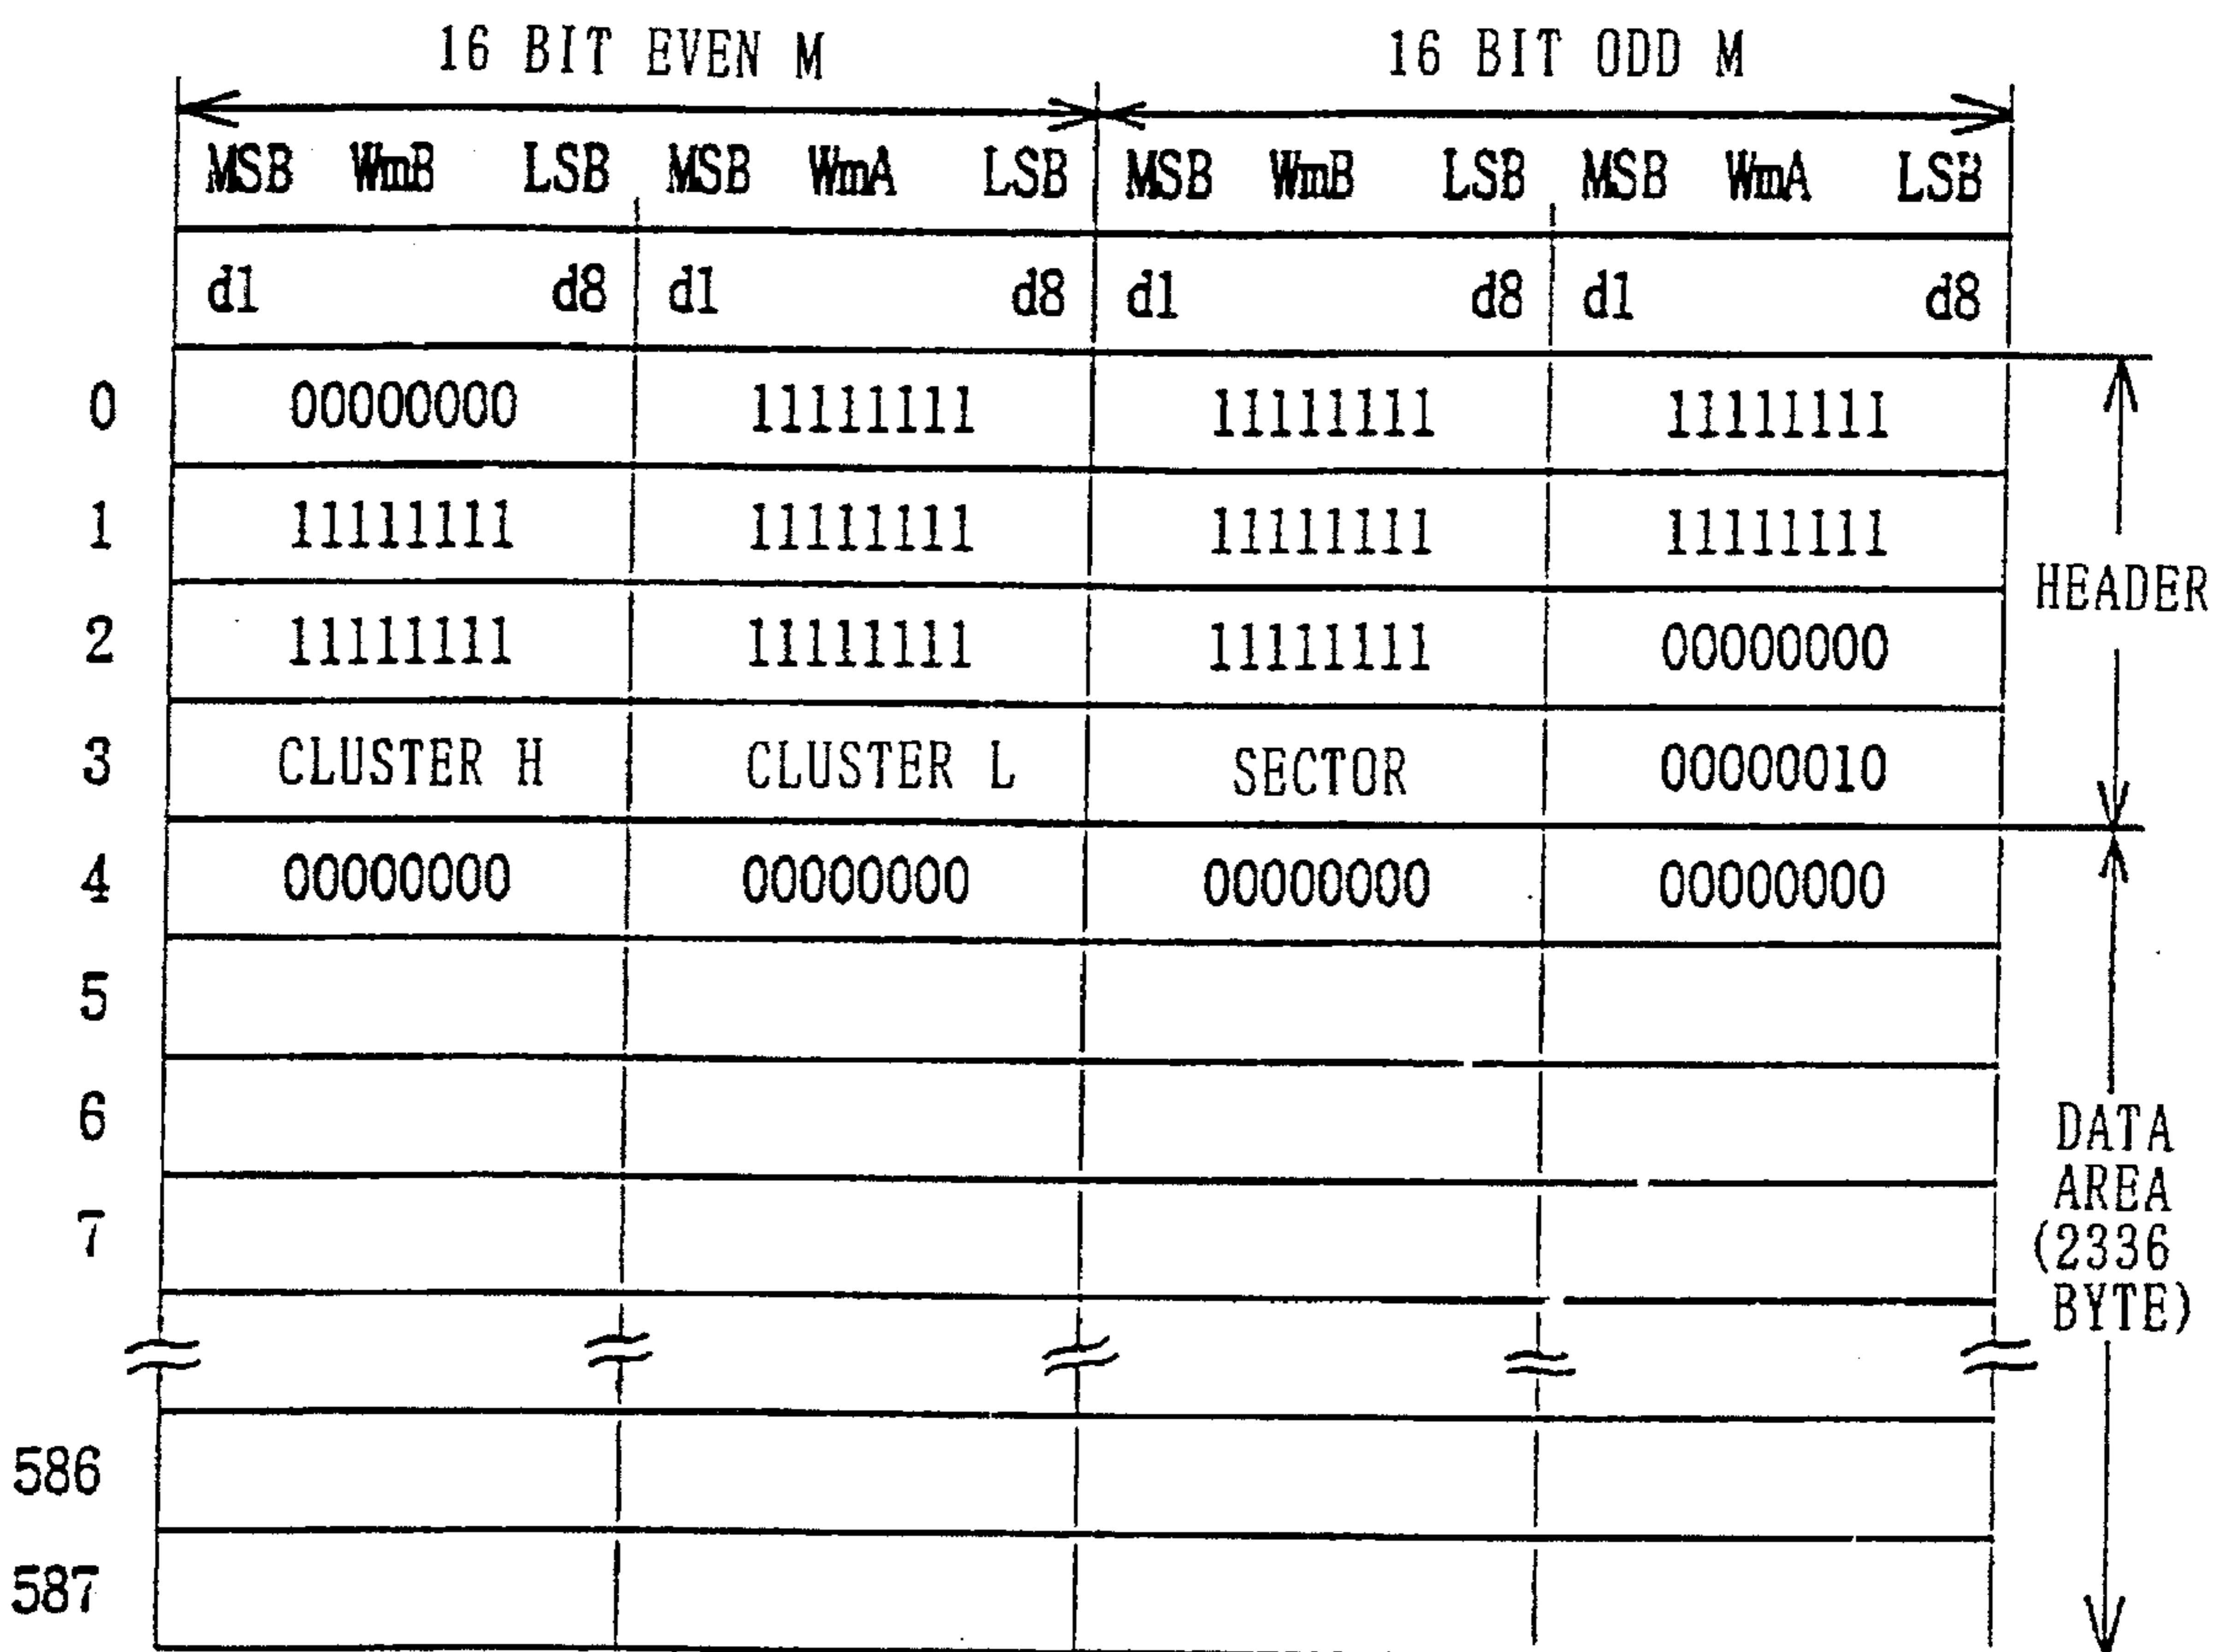 16 BIT EVEN M 16 BIT ODD M
MSB WmB LSB MSB WmA LSB MSB WmB LSB MSB WmA LSB
d1 d8 d1 d8 d1 d8 d1 d8
0 00000000 11111111 11111111 11111111
1 11111111 11111111 11111111 11111111
HEADER
2 11111111 11111111 11111111 00000000
3 CLUSTER H CLUSTER L SECTOR 00000010
4 00000000 00000000 00000000 00000000
5
6
DATA
AREA
7
(2336
BYTE)
586
587